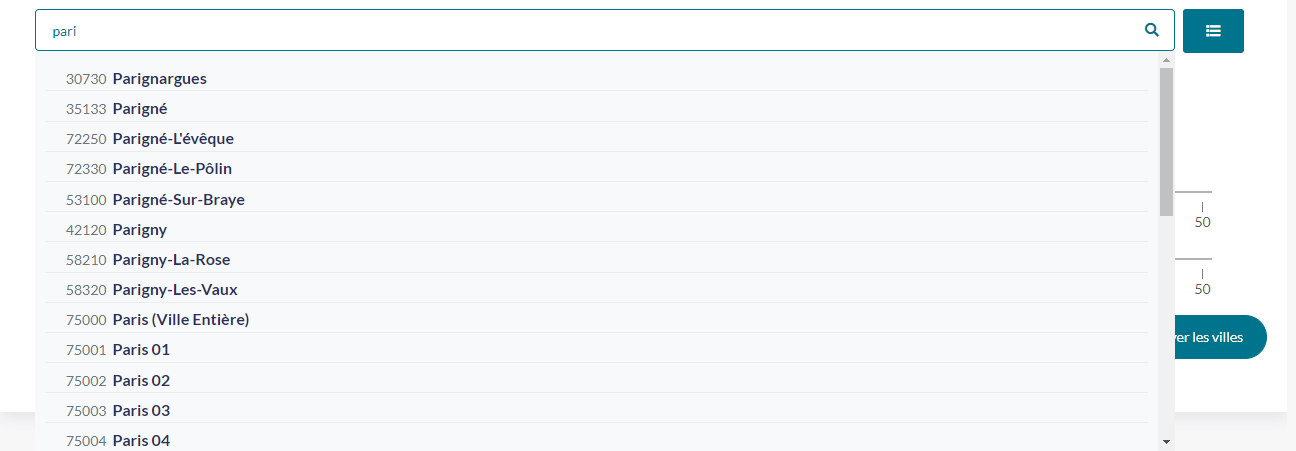 pari
30730 Parignargues
35133 Parigné
72250 Parigné-L'évêque
72330 Parigné-Le-Pôlin
53100 Parigné-Sur-Braye
42120 Parigny
50
58210 Parigny-La-Rose
58320 Parigny-Les-Vaux
50
75000 Paris (Ville Entière)
les villes
75001 Paris 01
75002 Paris 02
75003 Paris 03
75004 Paris 04